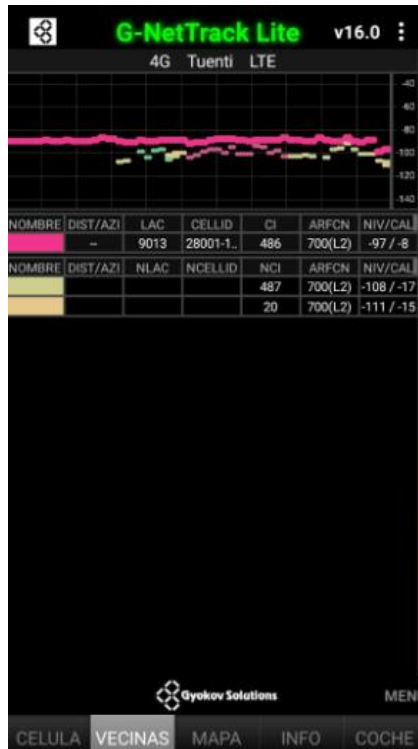 G-NetTrack Lite v16.0
4G Tuenti LTE
-40
-60
-80
-100
-120
-140
NOMBRE DIST/AZI LAC CELLID CI ARFCN NIV/CAL
-- 9013 28001-1.. 486 700(L2) -97 / -8
NOMBRE DIST/AZI NLAC NCELLID NCI ARFCN NIV/CAL
487 700(L2) -108 / -17
20 700(L2) -111 / -15
Gyokov Solutions MEN
CELULA VECINAS MAPA INFO COCHE